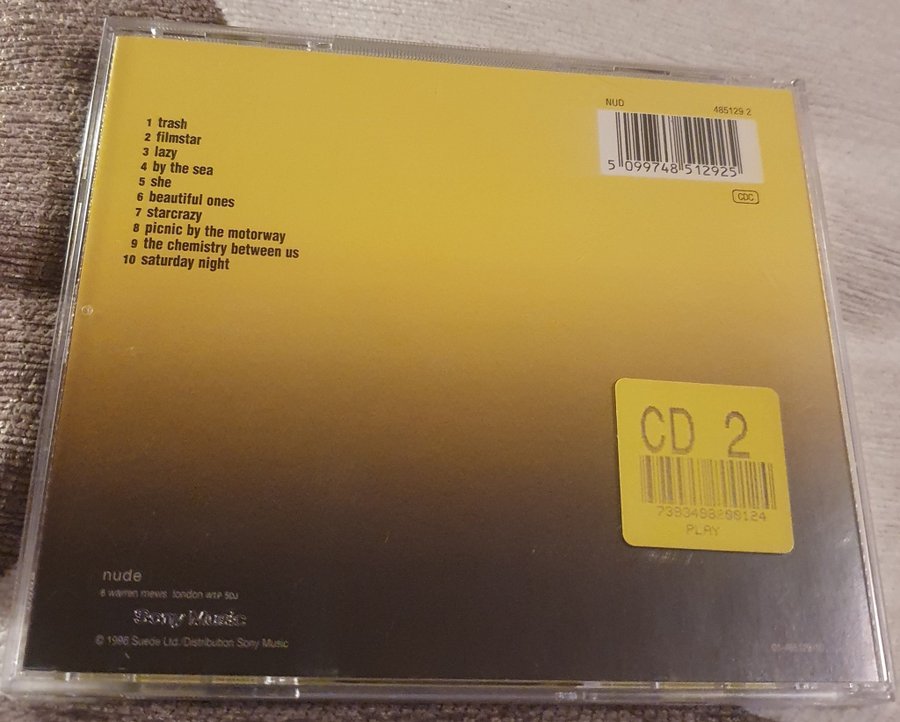 1 trash
2 filmstar
3 lazy
4 by the sea
5 she
6 beautiful ones
7 starcrazy
8 picnic by the motorway
9 the chemistry between us
10 saturday night
NUD 485129 2
5 099748 512925
CDC
CD 2
PLAY
nude
6 warren mews london W1P 5DJ
Sony Music
© 1996 Suede Ltd./Distribution Sony Music